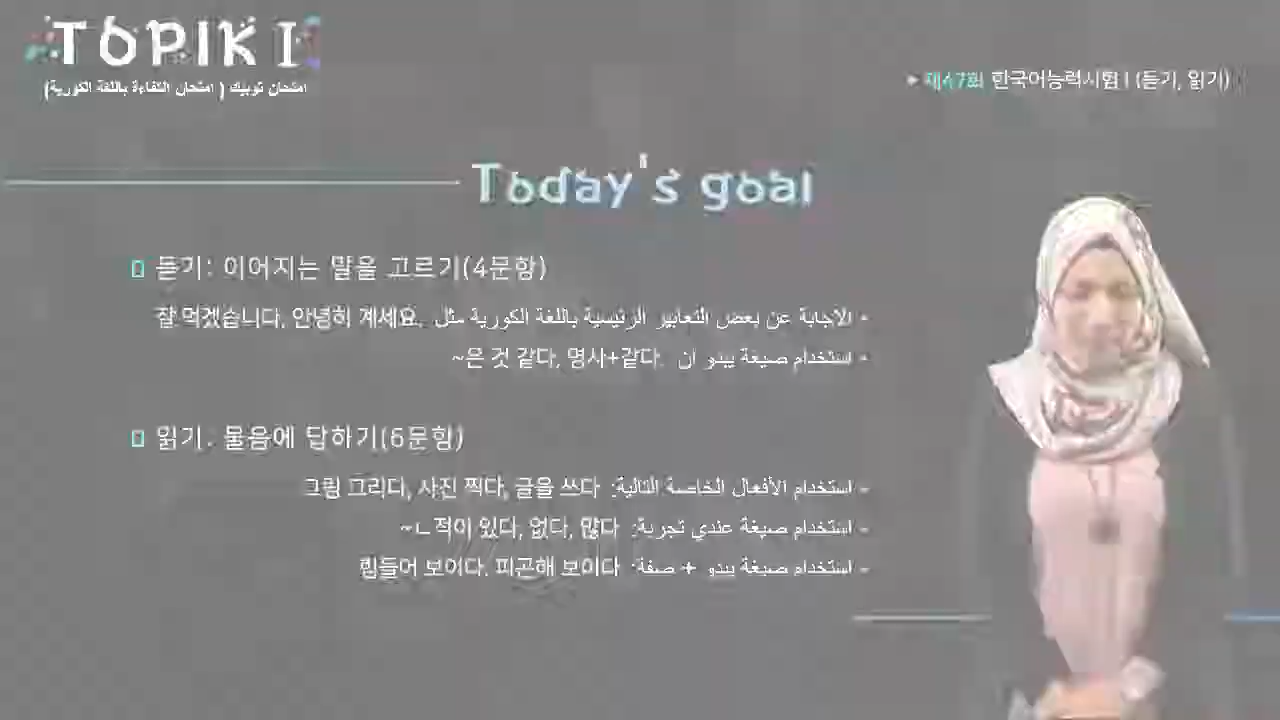 TOPIK I
امتحان توبيك ( امتحان الكفاءة باللغة الكورية)
▸ 제47회 한국어능력시험 I (듣기, 읽기)
Today's goal
듣기: 이어지는 말을 고르기(4문항)
- الاجابة عن بعض التعابير الرئيسية باللغة الكورية مثل 잘 먹겠습니다, 안녕히 계세요.
- استخدام صيغة يبدو ان ~은 것 같다, 명사+같다.
읽기: 물음에 답하기(6문항)
- استخدام الأفعال الخاصة التالية: 그림 그리다, 사진 찍다, 글을 쓰다
- استخدام صيغة عندي تجربة: ~ㄴ적이 있다, 없다, 많다
- استخدام صيغة يبدو + صفة: 힘들어 보이다, 피곤해 보이다